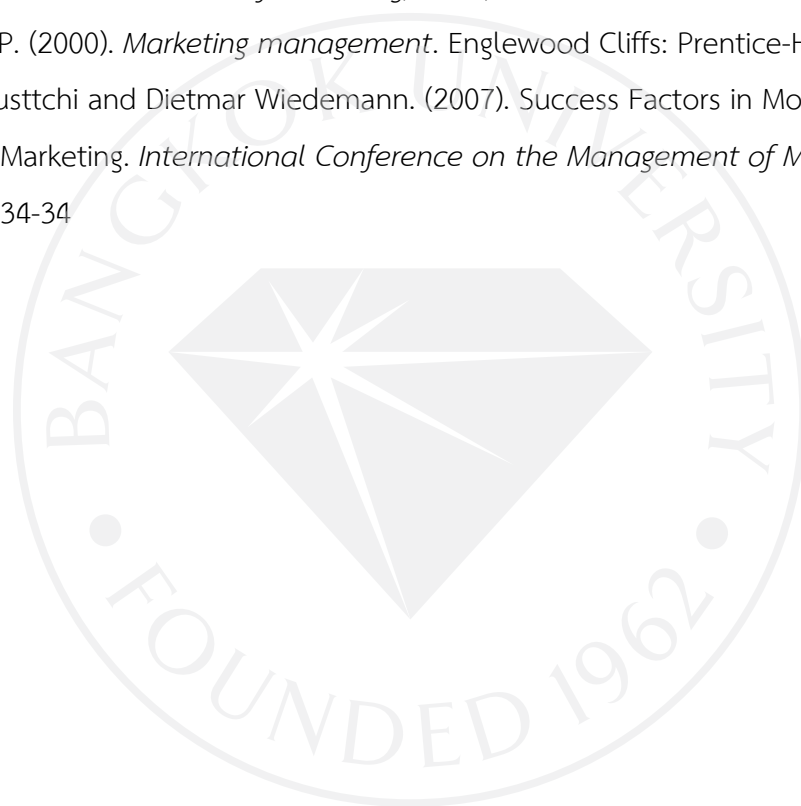 P. (2000). Marketing management. Englewood Cliffs: Prentice-H
usttchi and Dietmar Wiedemann. (2007). Success Factors in Mo
Marketing. International Conference on the Management of M
34-34
BANGKOK UNIVERSITY
• FOUNDED 1962 •